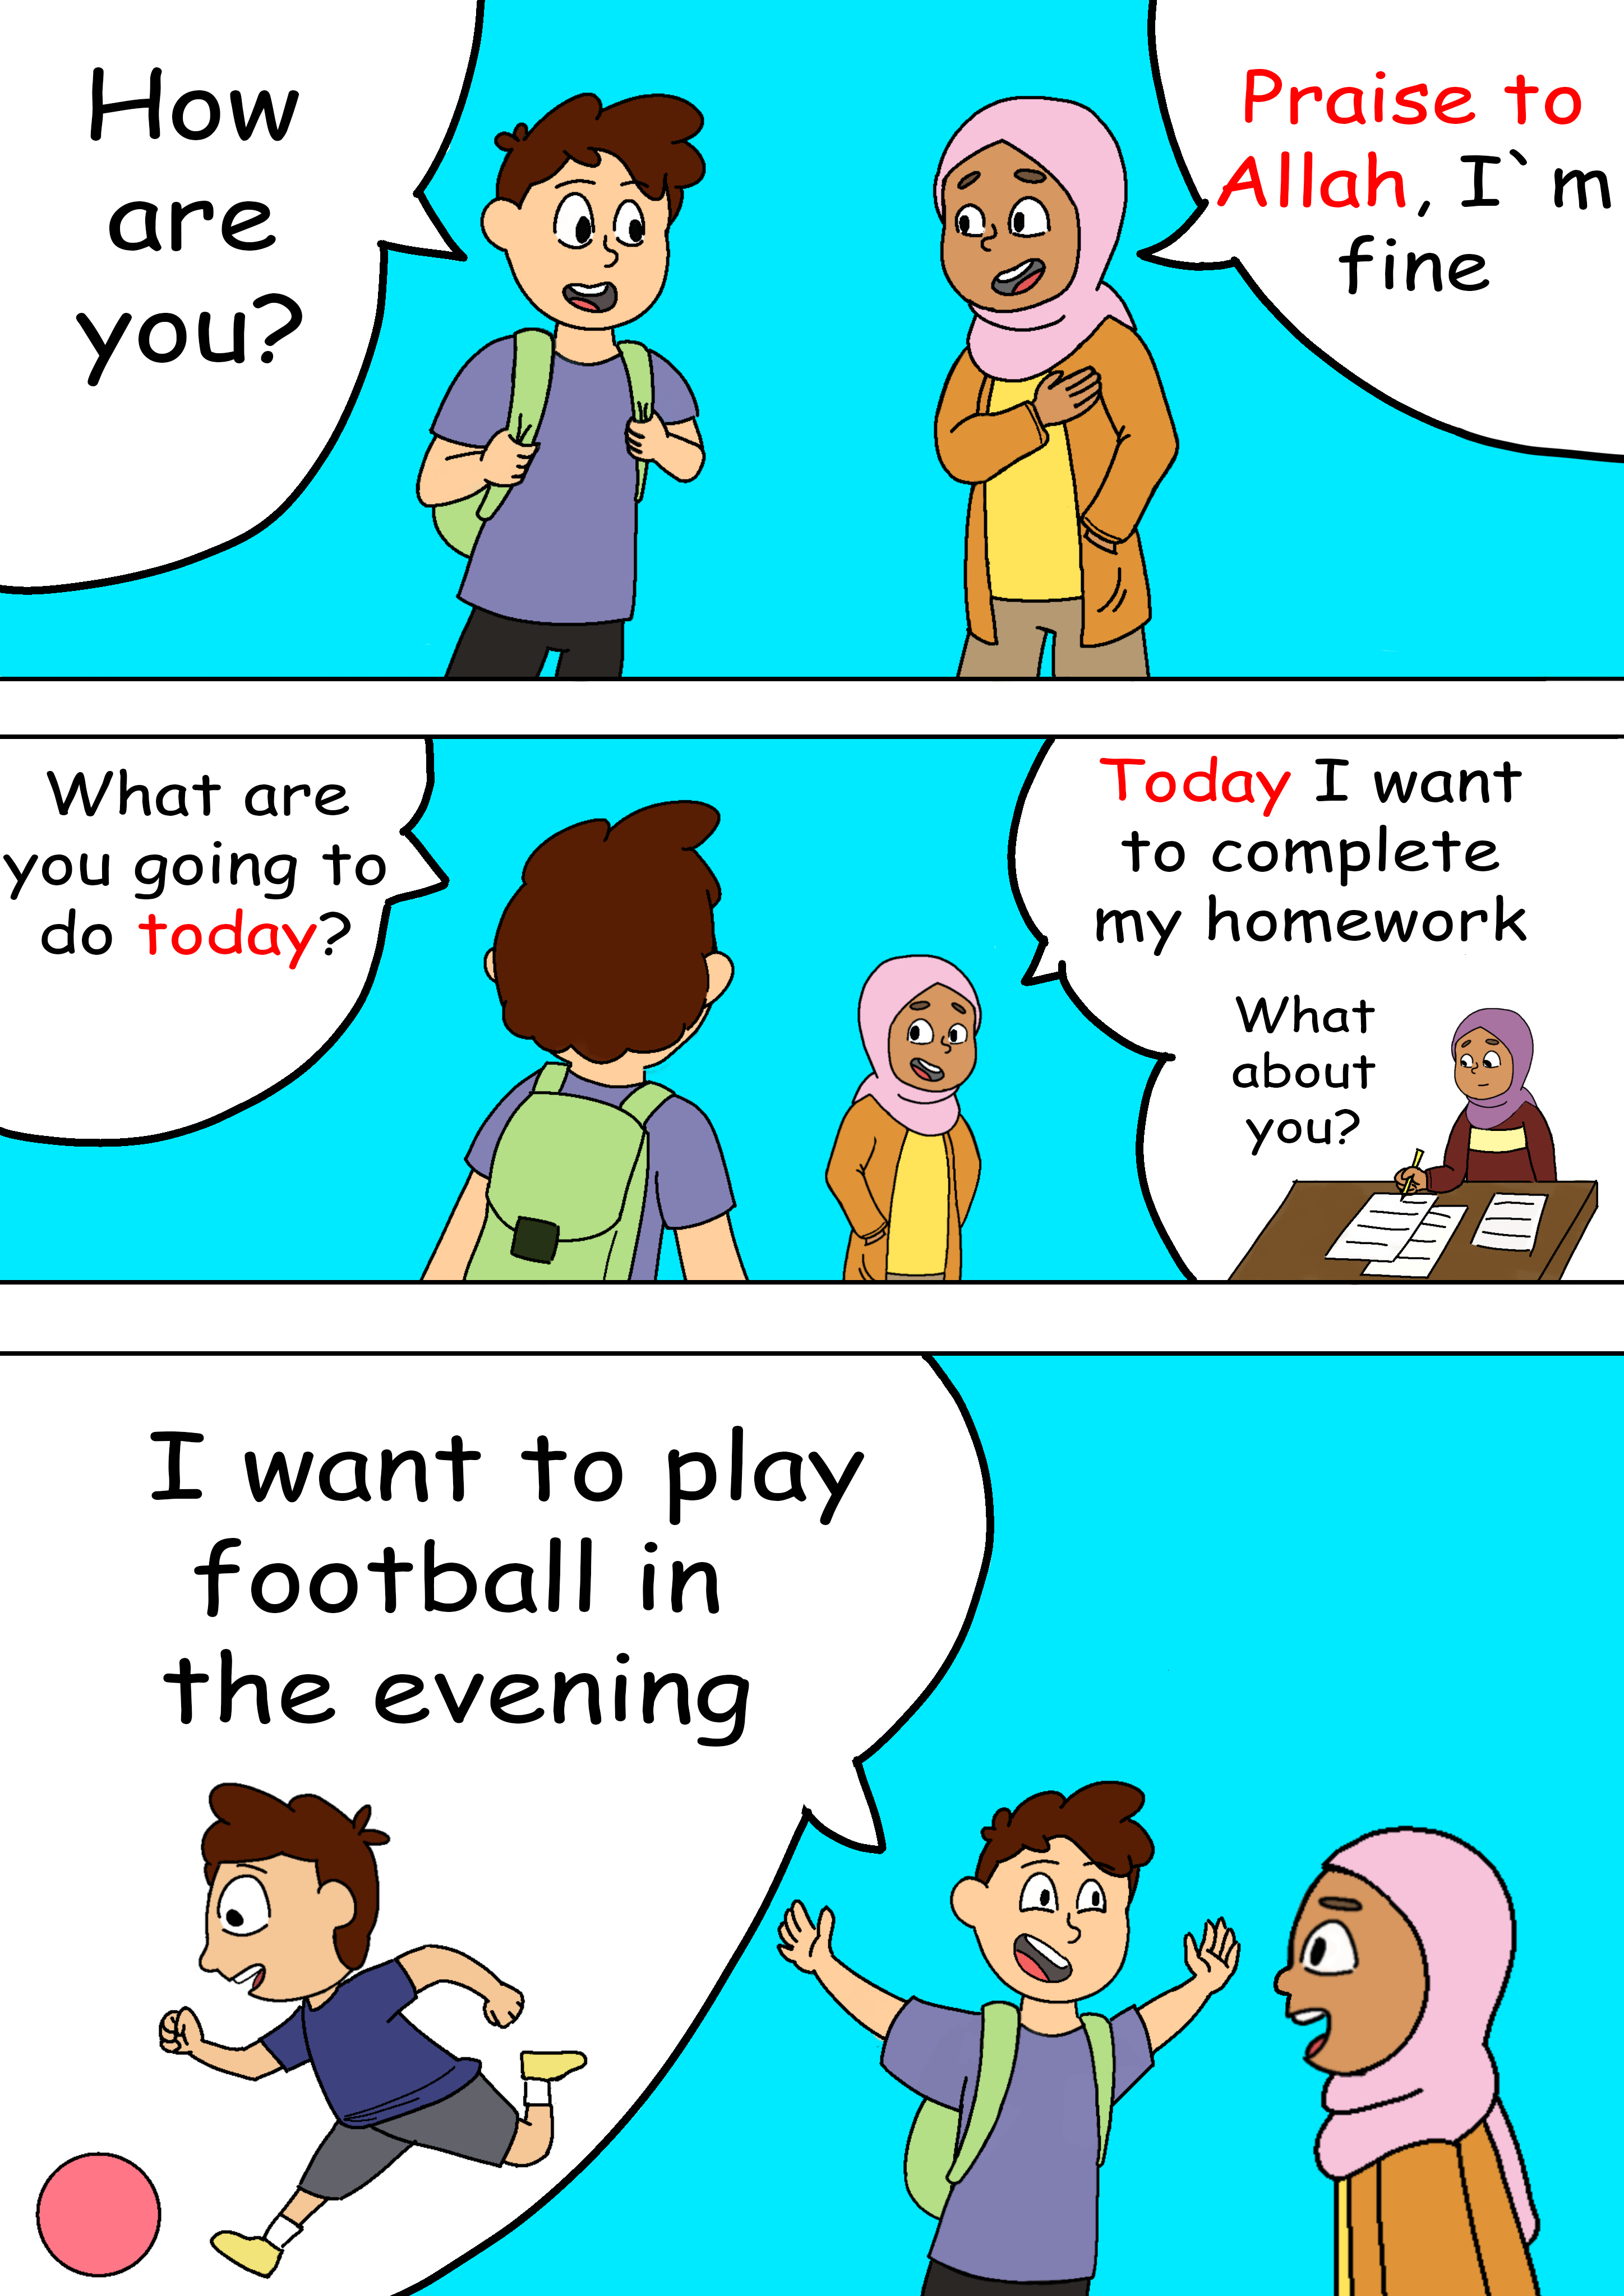 How
are
you?
Praise to
Allah, I`m
fine
What are
you going to
do today?
Today I want
to complete
my homework
What
about
you?
I want to play
football in
the evening